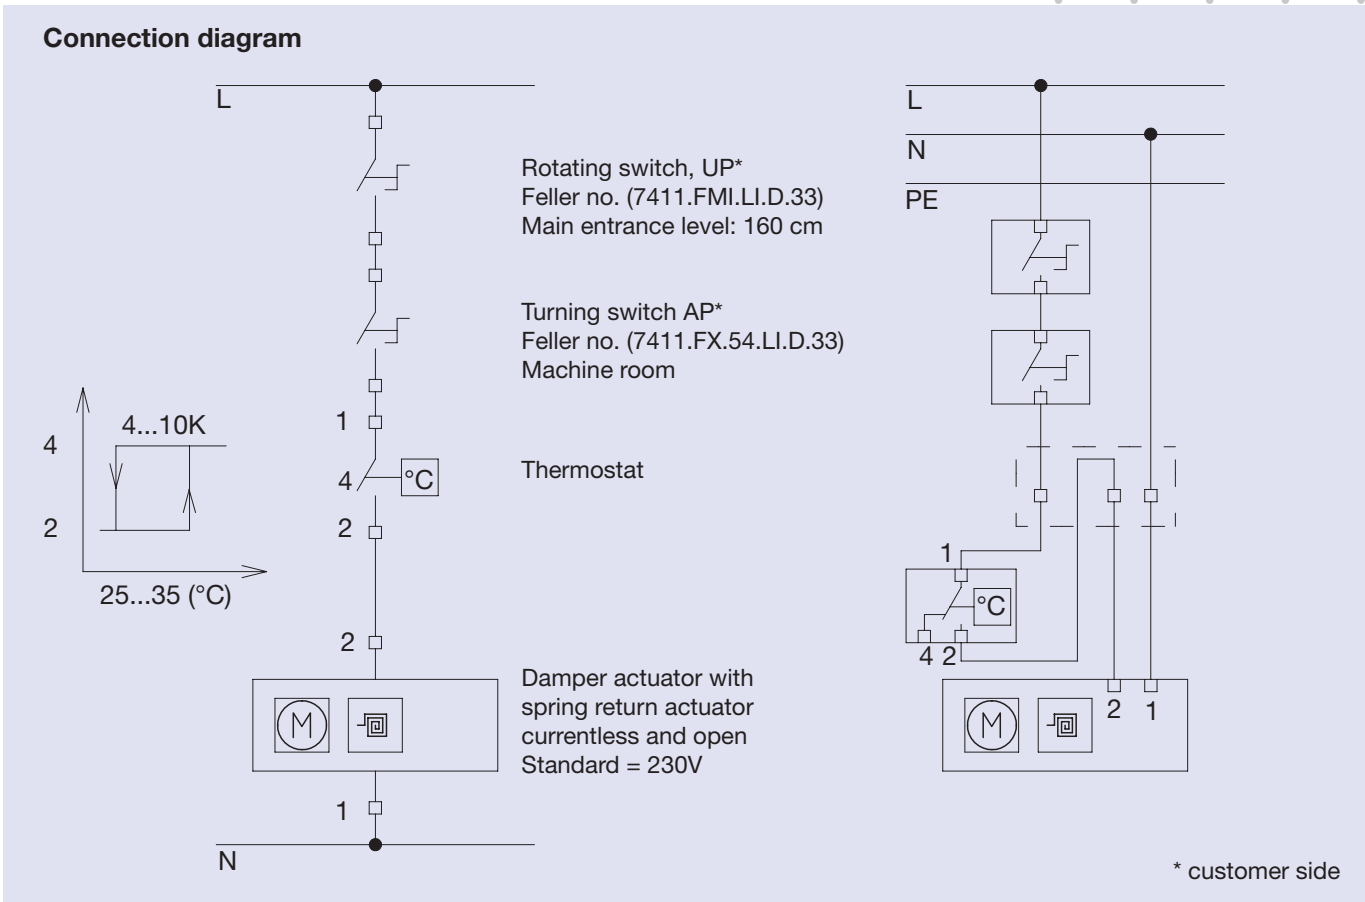 Connection diagram
L
Rotating switch, UP*
Feller no. (7411.FMI.LI.D.33)
Main entrance level: 160 cm
Turning switch AP*
Feller no. (7411.FX.54.LI.D.33)
Machine room
4...10K
4
2
25...35 (°C)
1
4
°C
Thermostat
2
2
Damper actuator with
spring return actuator
currentless and open
Standard = 230V
M
1
N
L
N
PE
1
°C
4 2
M
2 1
* customer side